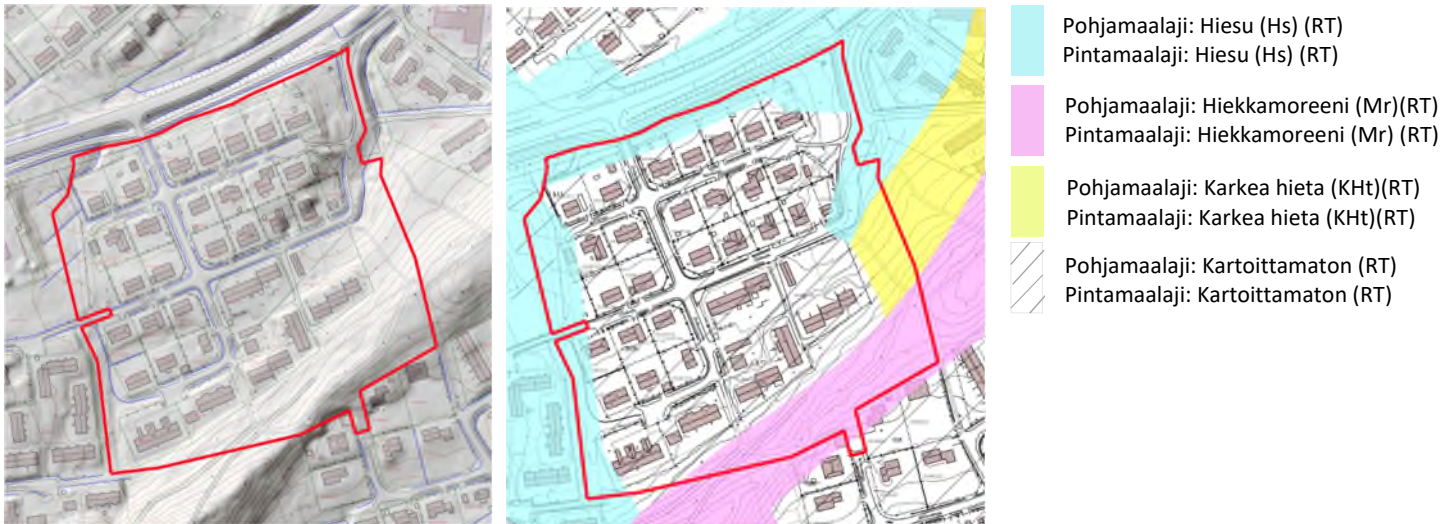 Pohjamaalaji: Hiesu (Hs) (RT)
Pintamaalaji: Hiesu (Hs) (RT)
Pohjamaalaji: Hiekkamoreeni (Mr)(RT)
Pintamaalaji: Hiekkamoreeni (Mr) (RT)
Pohjamaalaji: Karkea hieta (KHt)(RT)
Pintamaalaji: Karkea hieta (KHt)(RT)
Pohjamaalaji: Kartoittamaton (RT)
Pintamaalaji: Kartoittamaton (RT)